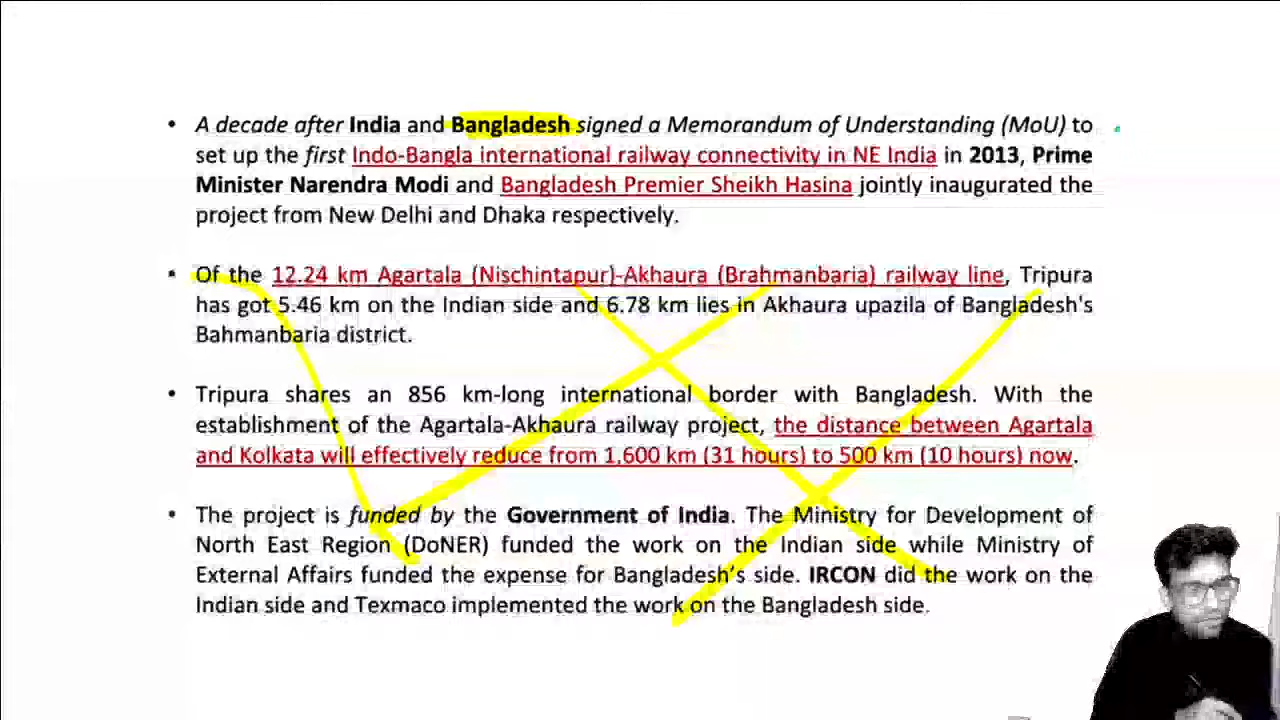 • A decade after India and Bangladesh signed a Memorandum of Understanding (MoU) to
set up the first Indo-Bangla international railway connectivity in NE India in 2013, Prime
Minister Narendra Modi and Bangladesh Premier Sheikh Hasina jointly inaugurated the
project from New Delhi and Dhaka respectively.
• Of the 12.24 km Agartala (Nischintapur)-Akhaura (Brahmanbaria) railway line, Tripura
has got 5.46 km on the Indian side and 6.78 km lies in Akhaura upazila of Bangladesh's
Bahmanbaria district.
• Tripura shares an 856 km-long international border with Bangladesh. With the
establishment of the Agartala-Akhaura railway project, the distance between Agartala
and Kolkata will effectively reduce from 1,600 km (31 hours) to 500 km (10 hours) now.
• The project is funded by the Government of India. The Ministry for Development of
North East Region (DoNER) funded the work on the Indian side while Ministry of
External Affairs funded the expense for Bangladesh’s side. IRCON did the work on the
Indian side and Texmaco implemented the work on the Bangladesh side.